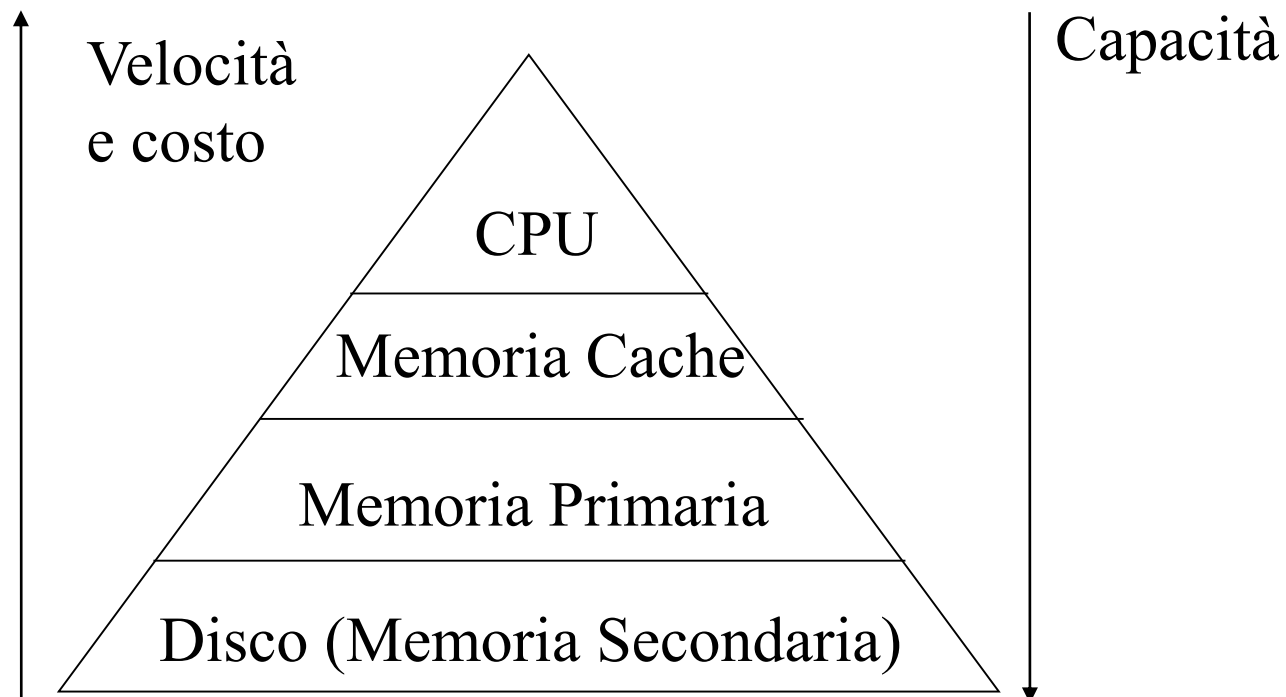 Velocità
e costo
Capacità
CPU
Memoria Cache
Memoria Primaria
Disco (Memoria Secondaria)